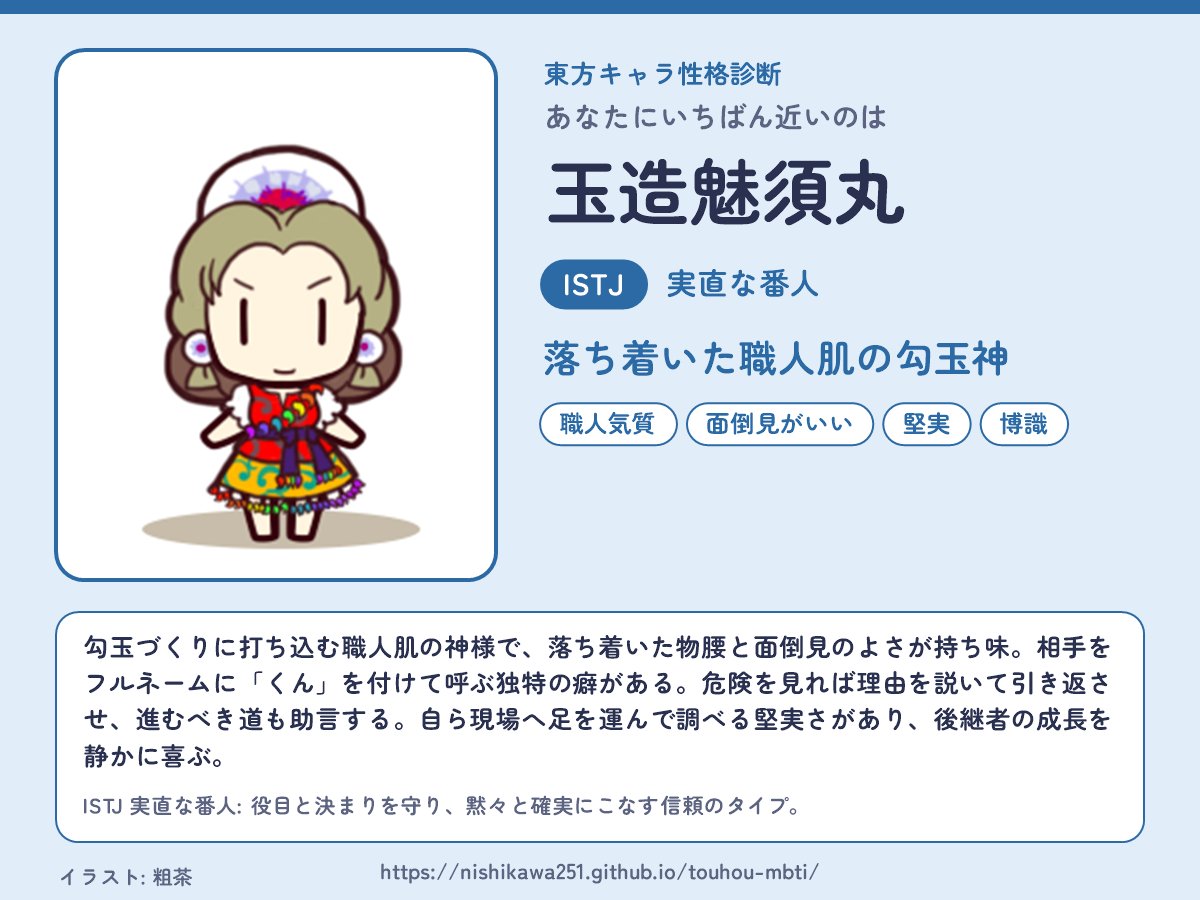 東方キャラ性格診断
あなたにいちばん近いのは
玉造魅須丸
ISTJ 実直な番人
落ち着いた職人肌の勾玉神
職人気質 面倒見がいい 堅実 博識
勾玉づくりに打ち込む職人肌の神様で、落ち着いた物腰と面倒見のよさが持ち味。相手を
フルネームに「くん」を付けて呼ぶ独特の癖がある。危険を見れば理由を説いて引き返さ
せ、進むべき道も助言する。自ら現場へ足を運んで調べる堅実さがあり、後継者の成長を
静かに喜ぶ。
ISTJ 実直な番人: 役目と決まりを守り、黙々と確実にこなす信頼のタイプ。
イラスト: 粗茶
https://nishikawa251.github.io/touhou-mbti/